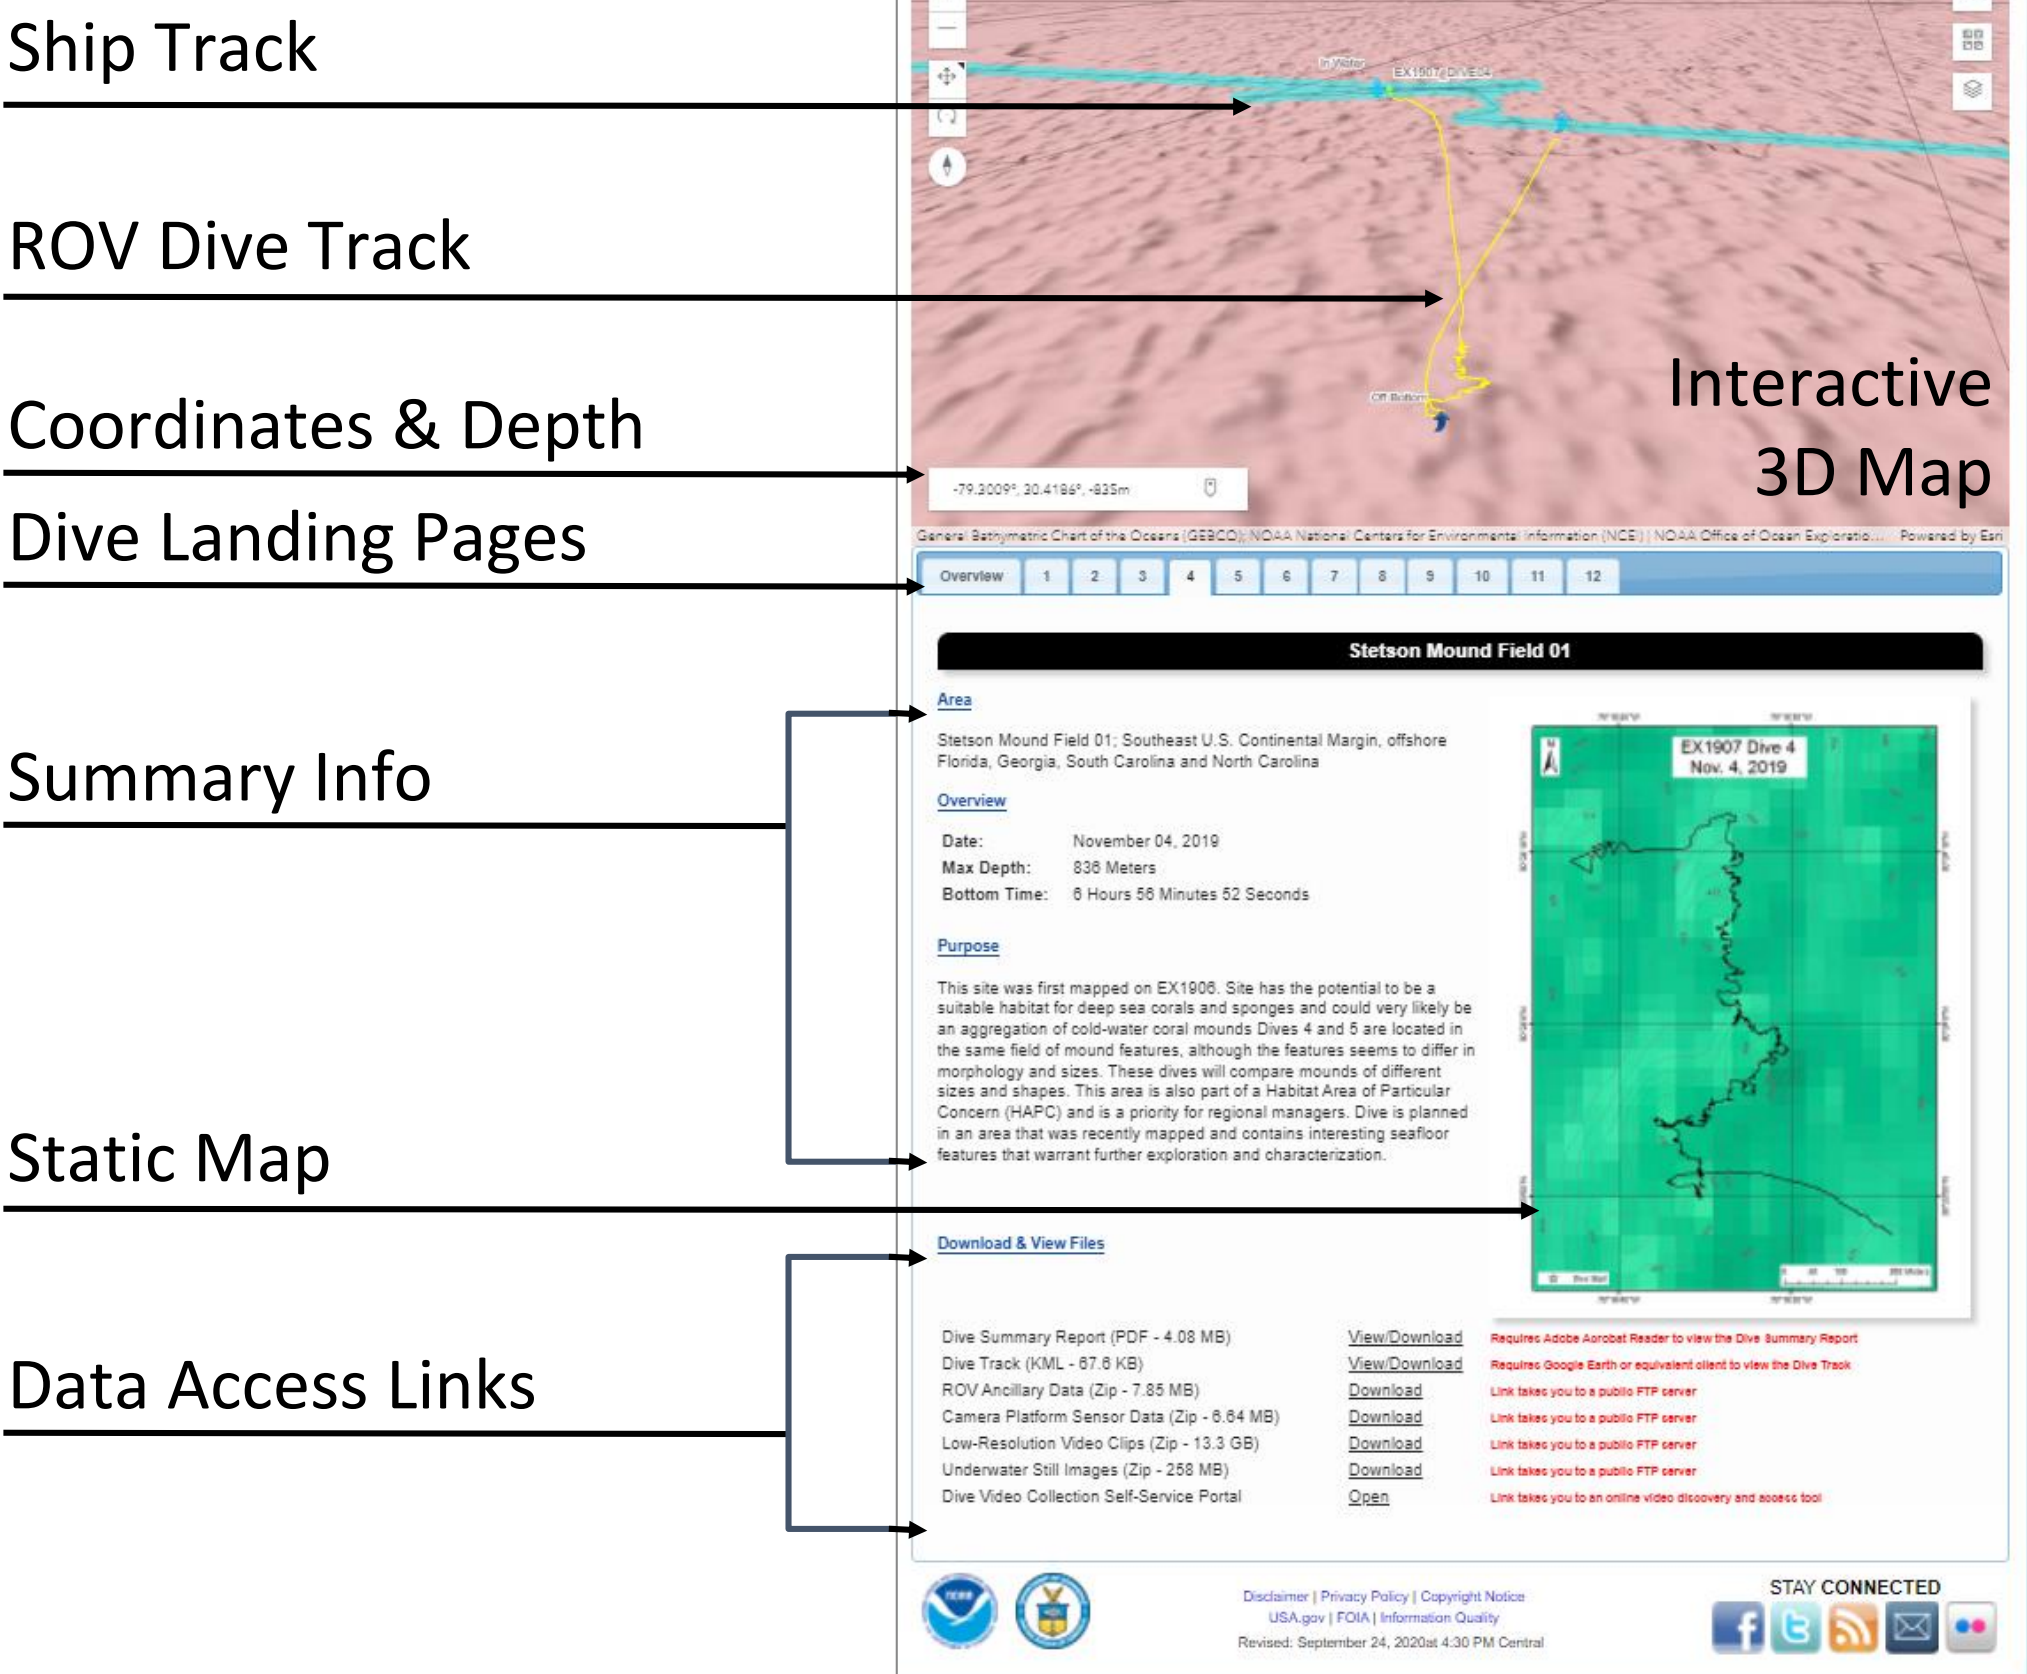 Ship Track
In Water
EX1907_DIVE04
ROV Dive Track
Interactive
3D Map
Off Bottom
Coordinates & Depth
-79.3009°, 30.4186°, -835m
General Bathymetric Chart of the Oceans (GEBCO); NOAA National Centers for Environmental Information (NCEI) | NOAA Office of Ocean Exploratio... Powered by Esri
Dive Landing Pages
Overview 1 2 3 4 5 6 7 8 9 10 11 12
Stetson Mound Field 01
Summary Info
Area
Stetson Mound Field 01; Southeast U.S. Continental Margin, offshore
Florida, Georgia, South Carolina and North Carolina
Overview
Date: November 04, 2019
Max Depth: 836 Meters
Bottom Time: 6 Hours 56 Minutes 52 Seconds
Purpose
This site was first mapped on EX1906. Site has the potential to be a
suitable habitat for deep sea corals and sponges and could very likely be
an aggregation of cold-water coral mounds Dives 4 and 5 are located in
the same field of mound features, although the features seems to differ in
morphology and sizes. These dives will compare mounds of different
sizes and shapes. This area is also part of a Habitat Area of Particular
Concern (HAPC) and is a priority for regional managers. Dive is planned
in an area that was recently mapped and contains interesting seafloor
features that warrant further exploration and characterization.
Static Map
EX1907 Dive 4
Nov. 4, 2019
N
Data Access Links
Download & View Files
Dive Summary Report (PDF - 4.08 MB) View/Download Requires Adobe Acrobat Reader to view the Dive Summary Report
Dive Track (KML - 67.6 KB) View/Download Requires Google Earth or equivalent client to view the Dive Track
ROV Ancillary Data (Zip - 7.85 MB) Download Link takes you to a public FTP server
Camera Platform Sensor Data (Zip - 6.64 MB) Download Link takes you to a public FTP server
Low-Resolution Video Clips (Zip - 13.3 GB) Download Link takes you to a public FTP server
Underwater Still Images (Zip - 258 MB) Download Link takes you to a public FTP server
Dive Video Collection Self-Service Portal Open Link takes you to an online video discovery and access tool
Disclaimer | Privacy Policy | Copyright Notice
USA.gov | FOIA | Information Quality
Revised: September 24, 2020at 4:30 PM Central
STAY CONNECTED